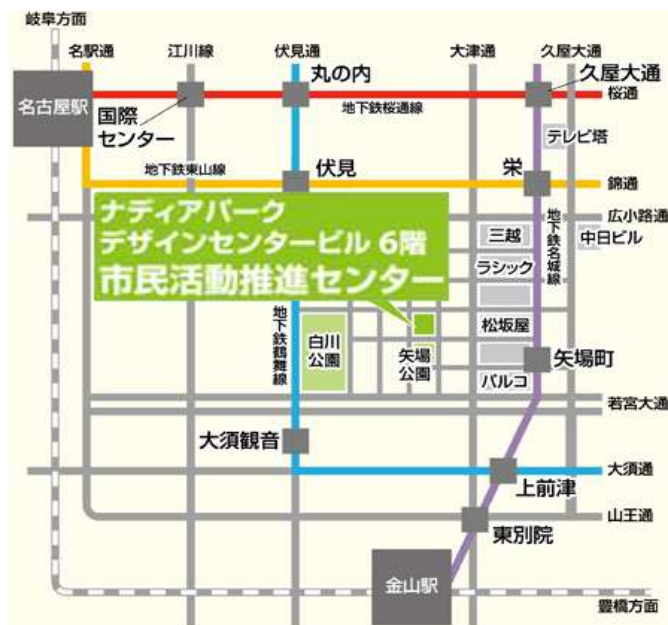 岐阜方面
名駅通
江川線
伏見通
大津通
久屋大通
名古屋駅
国際
センター
丸の内
久屋大通
桜通
地下鉄桜通線
テレビ塔
地下鉄東山線
伏見
栄
錦通
ナディアパーク
デザインセンタービル 6階
市民活動推進センター
広小路通
三越
地下鉄名城線
中日ビル
ラシック
地下鉄鶴舞線
白川
公園
矢場
公園
松坂屋
パルコ
矢場町
若宮大通
大須観音
大須通
上前津
山王通
東別院
金山駅
豊橋方面